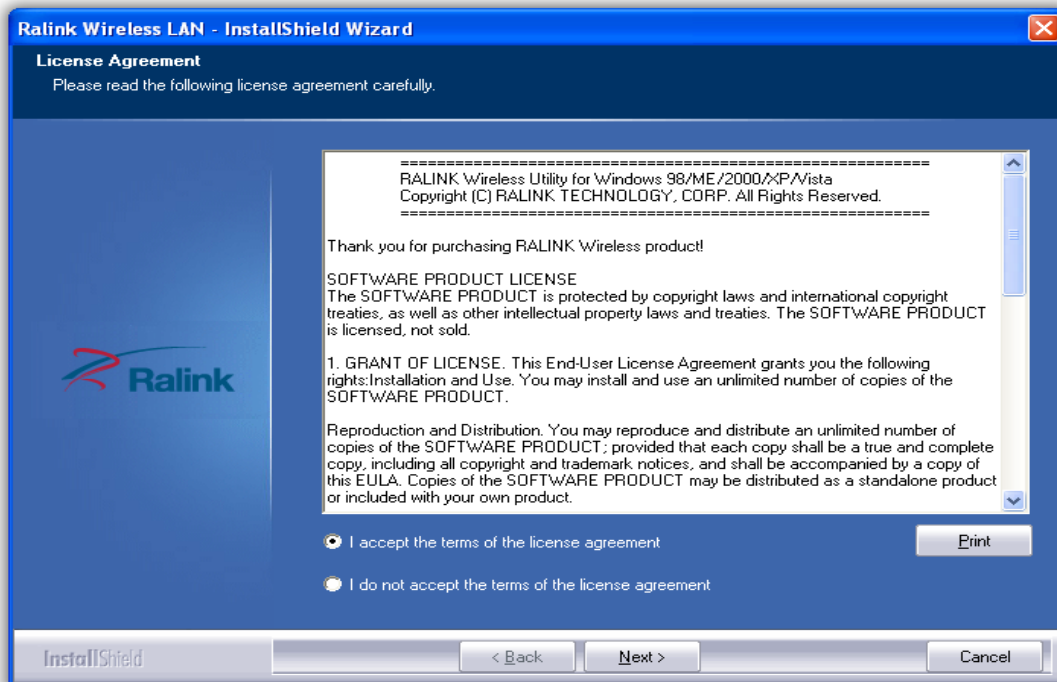 Ralink Wireless LAN - InstallShield Wizard
License Agreement
Please read the following license agreement carefully.
==========================================================
RALINK Wireless Utility for Windows 98/ME/2000/XP/Vista
Copyright (C) RALINK TECHNOLOGY, CORP. All Rights Reserved.
==========================================================
Thank you for purchasing RALINK Wireless product!
SOFTWARE PRODUCT LICENSE
The SOFTWARE PRODUCT is protected by copyright laws and international copyright
treaties, as well as other intellectual property laws and treaties. The SOFTWARE PRODUCT
is licensed, not sold.
1. GRANT OF LICENSE. This End-User License Agreement grants you the following
rights:Installation and Use. You may install and use an unlimited number of copies of the
SOFTWARE PRODUCT.
Reproduction and Distribution. You may reproduce and distribute an unlimited number of
copies of the SOFTWARE PRODUCT; provided that each copy shall be a true and complete
copy, including all copyright and trademark notices, and shall be accompanied by a copy of
this EULA. Copies of the SOFTWARE PRODUCT may be distributed as a standalone product
or included with your own product.
Ralink
I accept the terms of the license agreement
Print
I do not accept the terms of the license agreement
InstallShield
< Back
Next >
Cancel